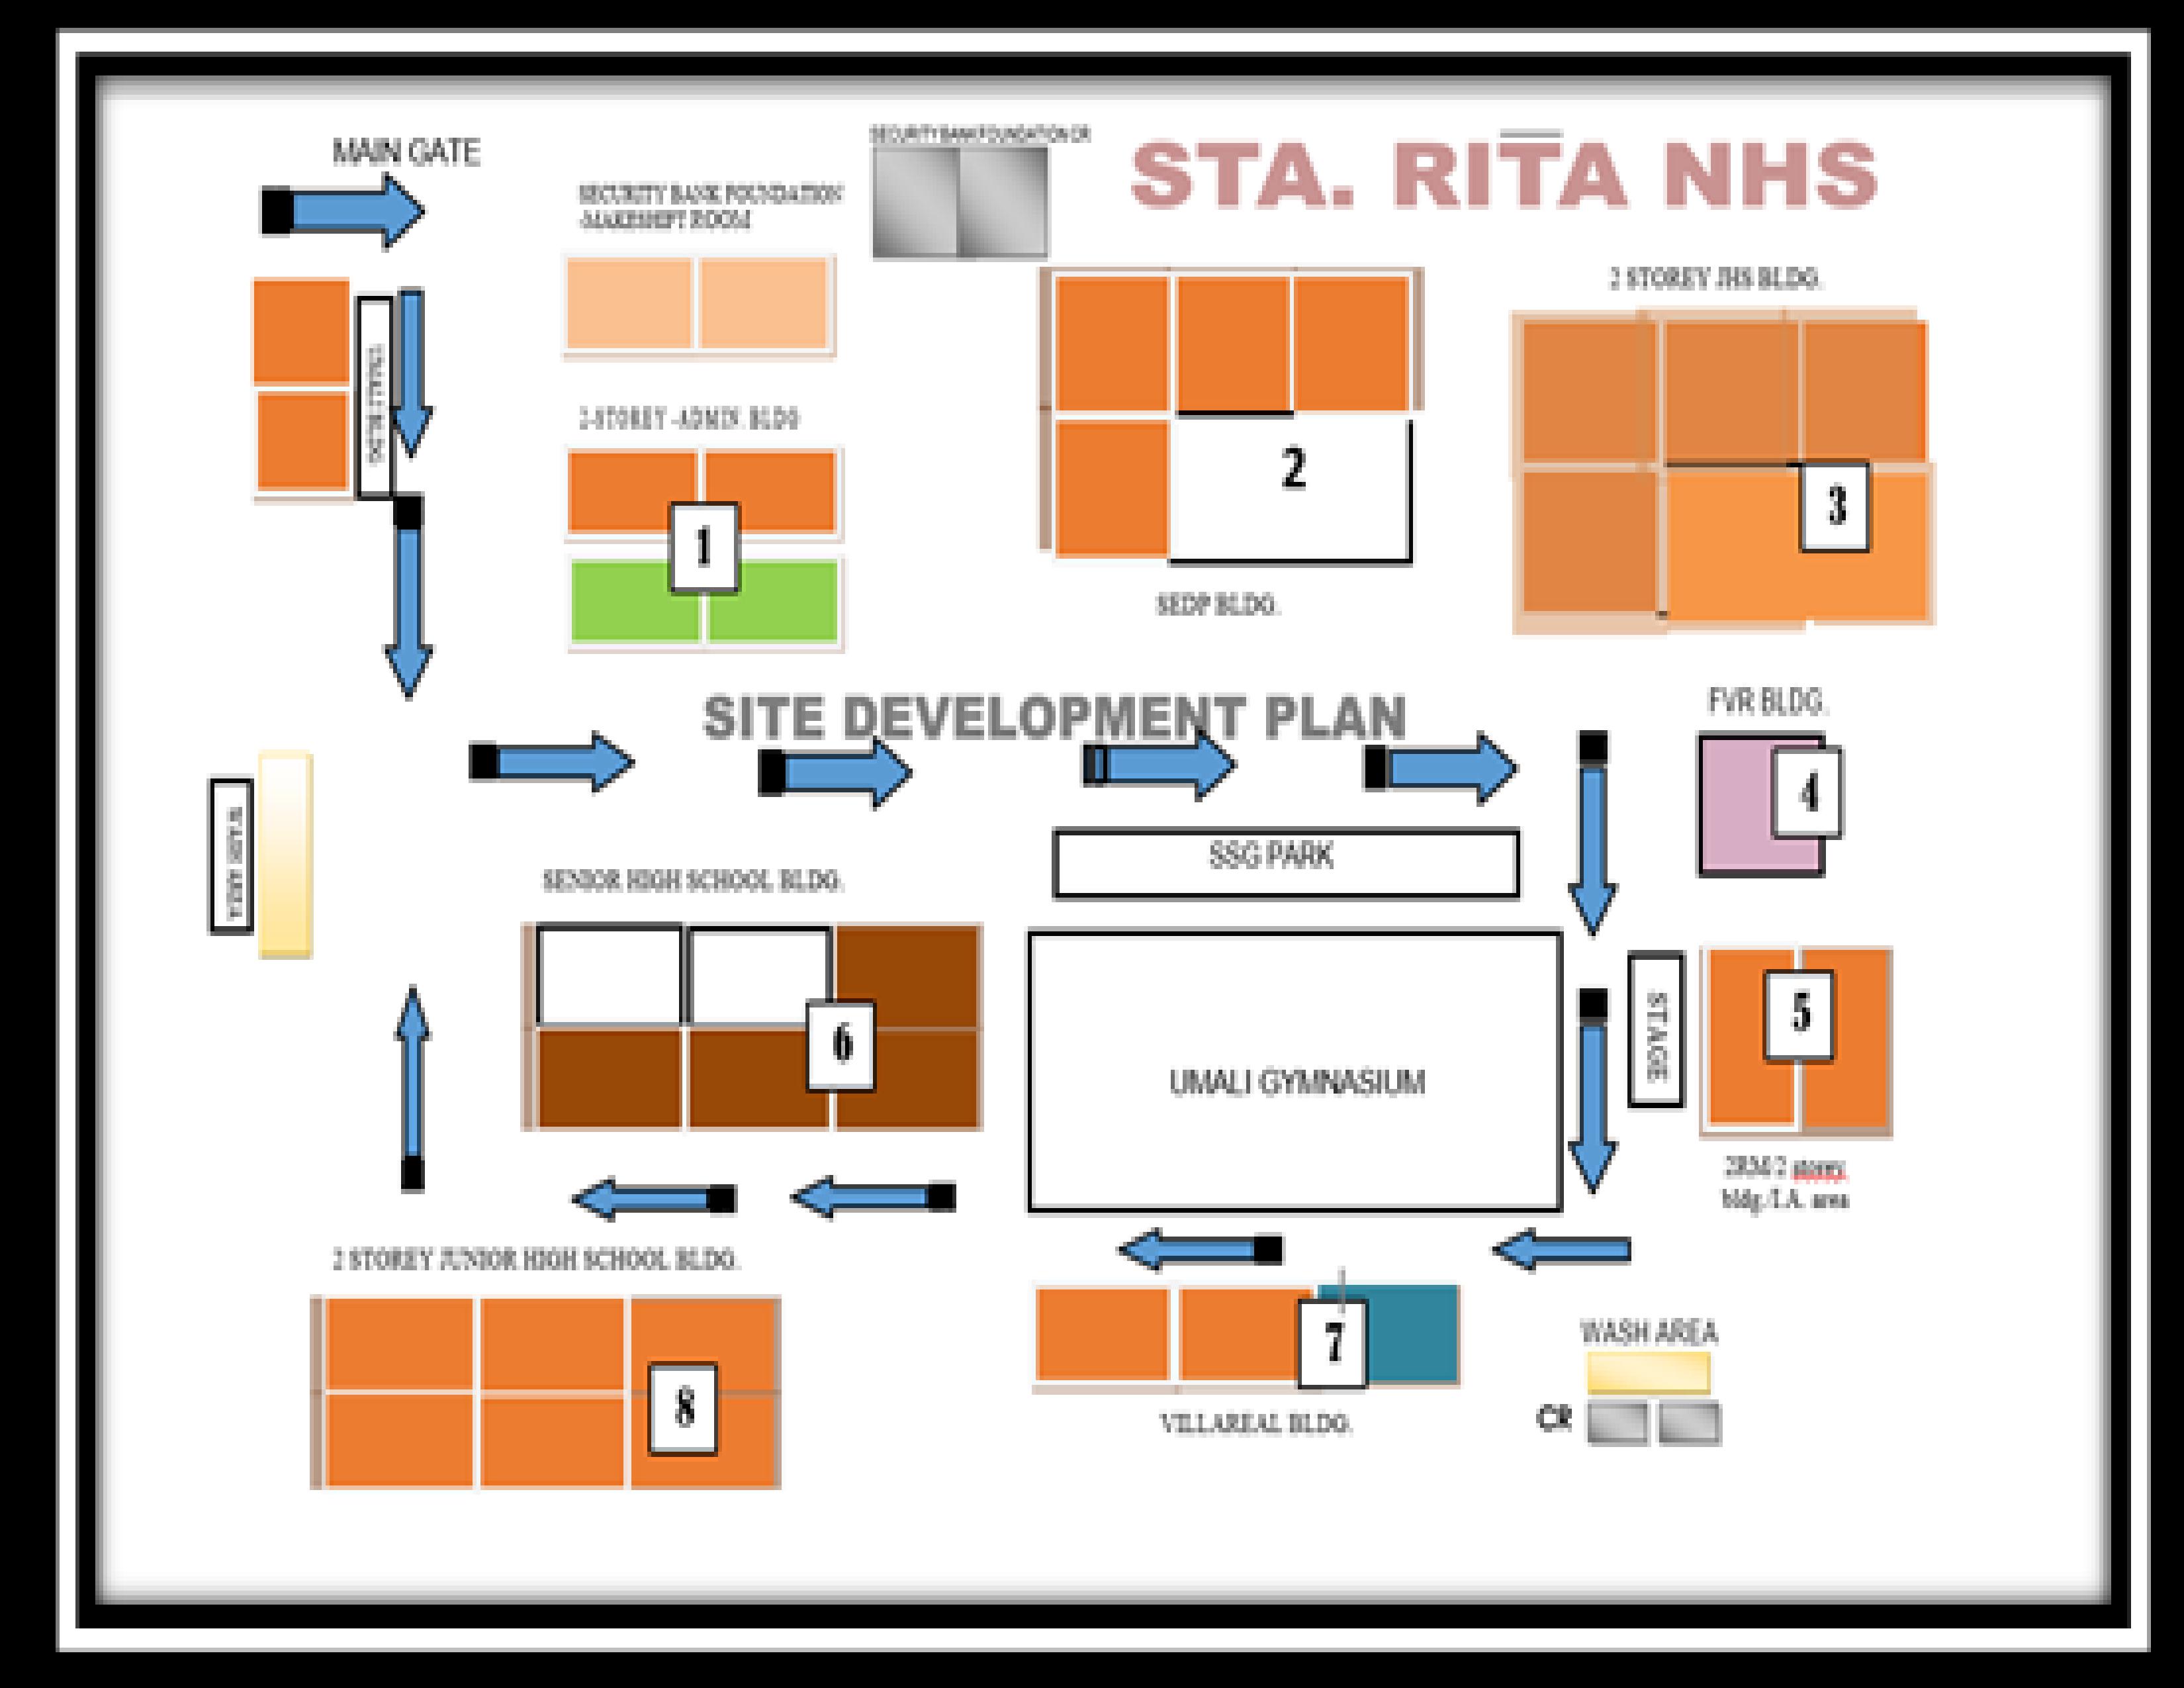 MAIN GATE
SECURITY BANK FOUNDATION CR
STA. RITA NHS
SECURITY BANK FOUNDATION
-MAKESHIFT ROOM
2 STOREY JHS BLDG.
2-STOREY -ADMIN. BLDG
1
2
3
SEDP BLDG.
SITE DEVELOPMENT PLAN
FVR BLDG.
4
WASH AREA
SSG PARK
SENIOR HIGH SCHOOL BLDG.
6
UMALI GYMNASIUM
STAGE
5
2RM/2 storey
bldg./I.A. area
2 STOREY JUNIOR HIGH SCHOOL BLDG.
8
7
VILLAREAL BLDG.
WASH AREA
CR